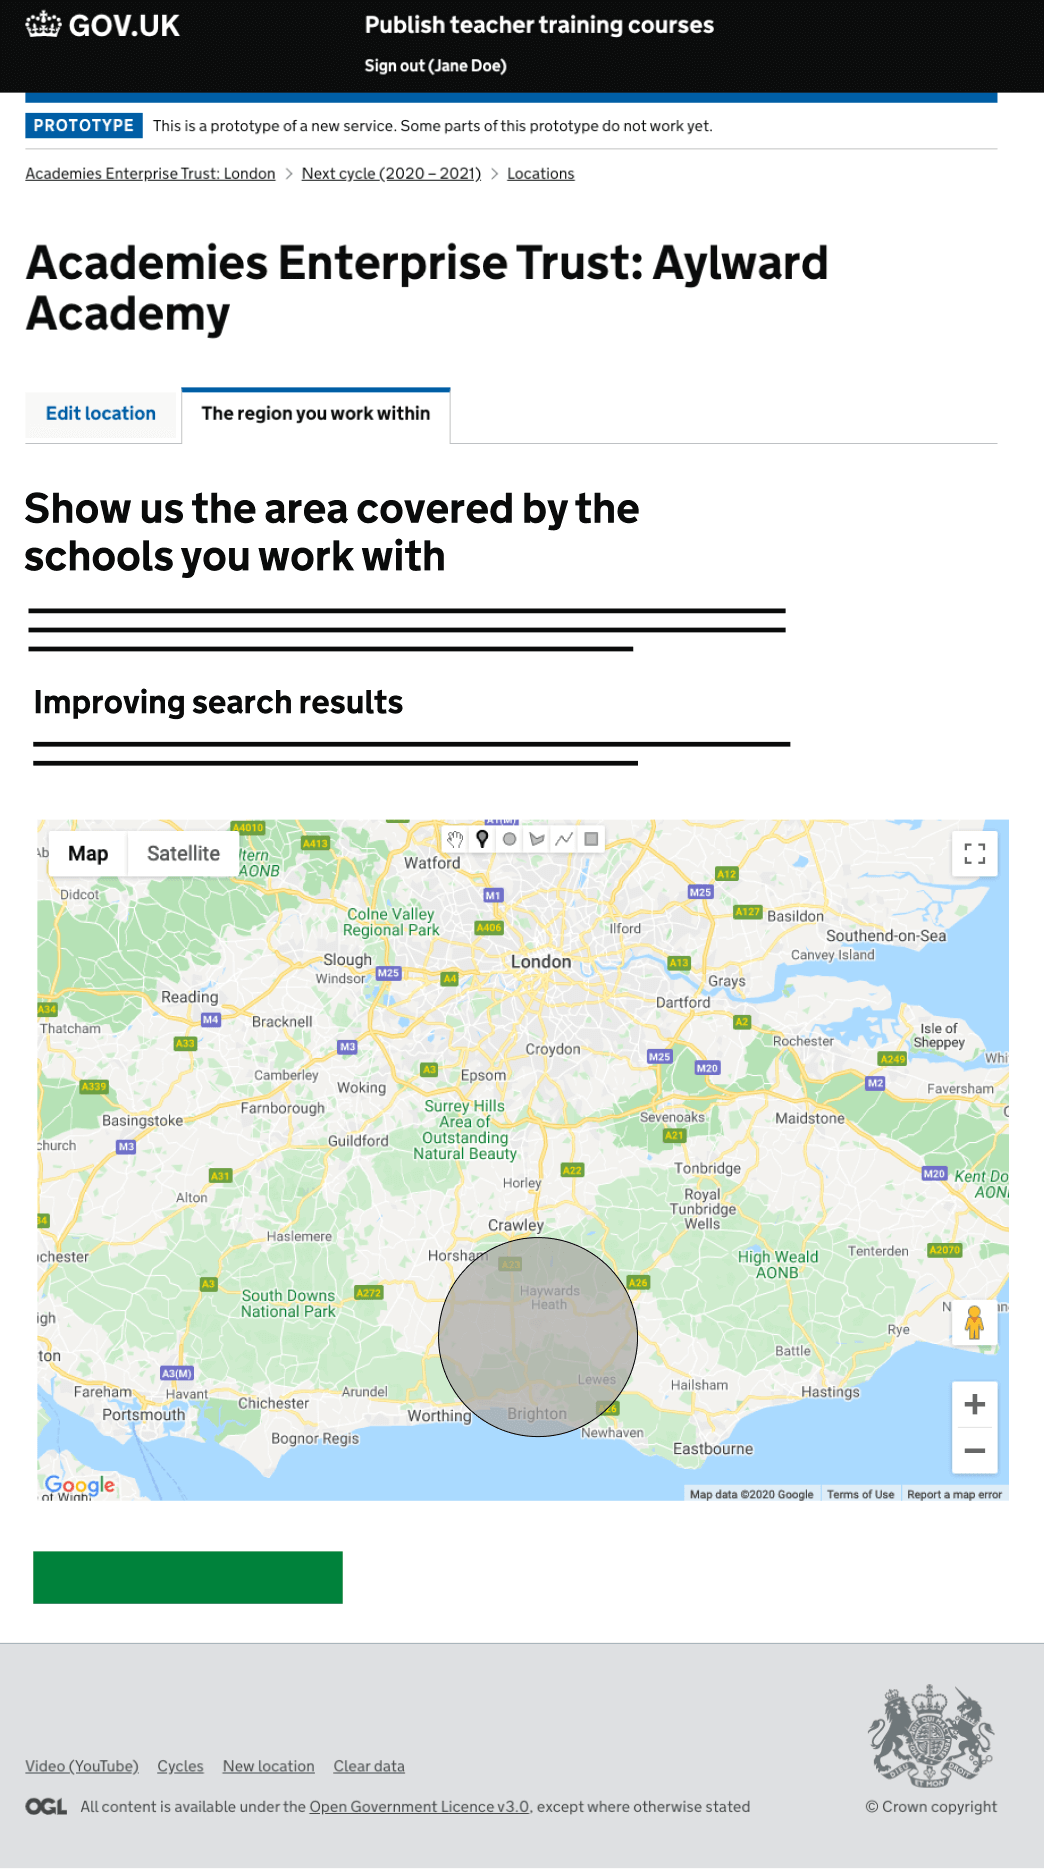 GOV.UK
Publish teacher training courses
Sign out (Jane Doe)
PROTOTYPE This is a prototype of a new service. Some parts of this prototype do not work yet.
Academies Enterprise Trust: London > Next cycle (2020 – 2021) > Locations
Academies Enterprise Trust: Aylward
Academy
Edit location
The region you work within
Show us the area covered by the
schools you work with
Improving search results
Map
Satellite
A4010
A413
Watford
AONB
Didcot
M1
M25
A12
Colne Valley
Regional Park
A406
Ilford
A127
Basildon
Southend-on-Sea
Canvey Island
Slough
Windsor
M25
A4
London
A13
Grays
Reading
Dartford
A34
Thatcham
M4
Bracknell
A33
M3
Croydon
A2
Rochester
Isle of
Sheppey
A249
M25
M20
A3
Epsom
Camberley
Woking
A339
M2
Faversham
Farnborough
Basingstoke
Surrey Hills
Area of
Outstanding
Natural Beauty
Sevenoaks
Maidstone
M3
Guildford
A21
Tonbridge
A31
Alton
A22
Horley
Royal
Tunbridge
Wells
M20
Crawley
Haslemere
Horsham
A23
High Weald
AONB
Tenterden
A2070
A3
A272
South Downs
National Park
Haywards
Heath
A26
Rye
Battle
A3(M)
Fareham
Havant
Portsmouth
Chichester
Arundel
Bognor Regis
Worthing
Lewes
Brighton
Newhaven
Hailsham
Hastings
Eastbourne
Google
Map data ©2020 Google
Terms of Use
Report a map error
Video (YouTube) Cycles New location Clear data
OGL All content is available under the Open Government Licence v3.0, except where otherwise stated
© Crown copyright